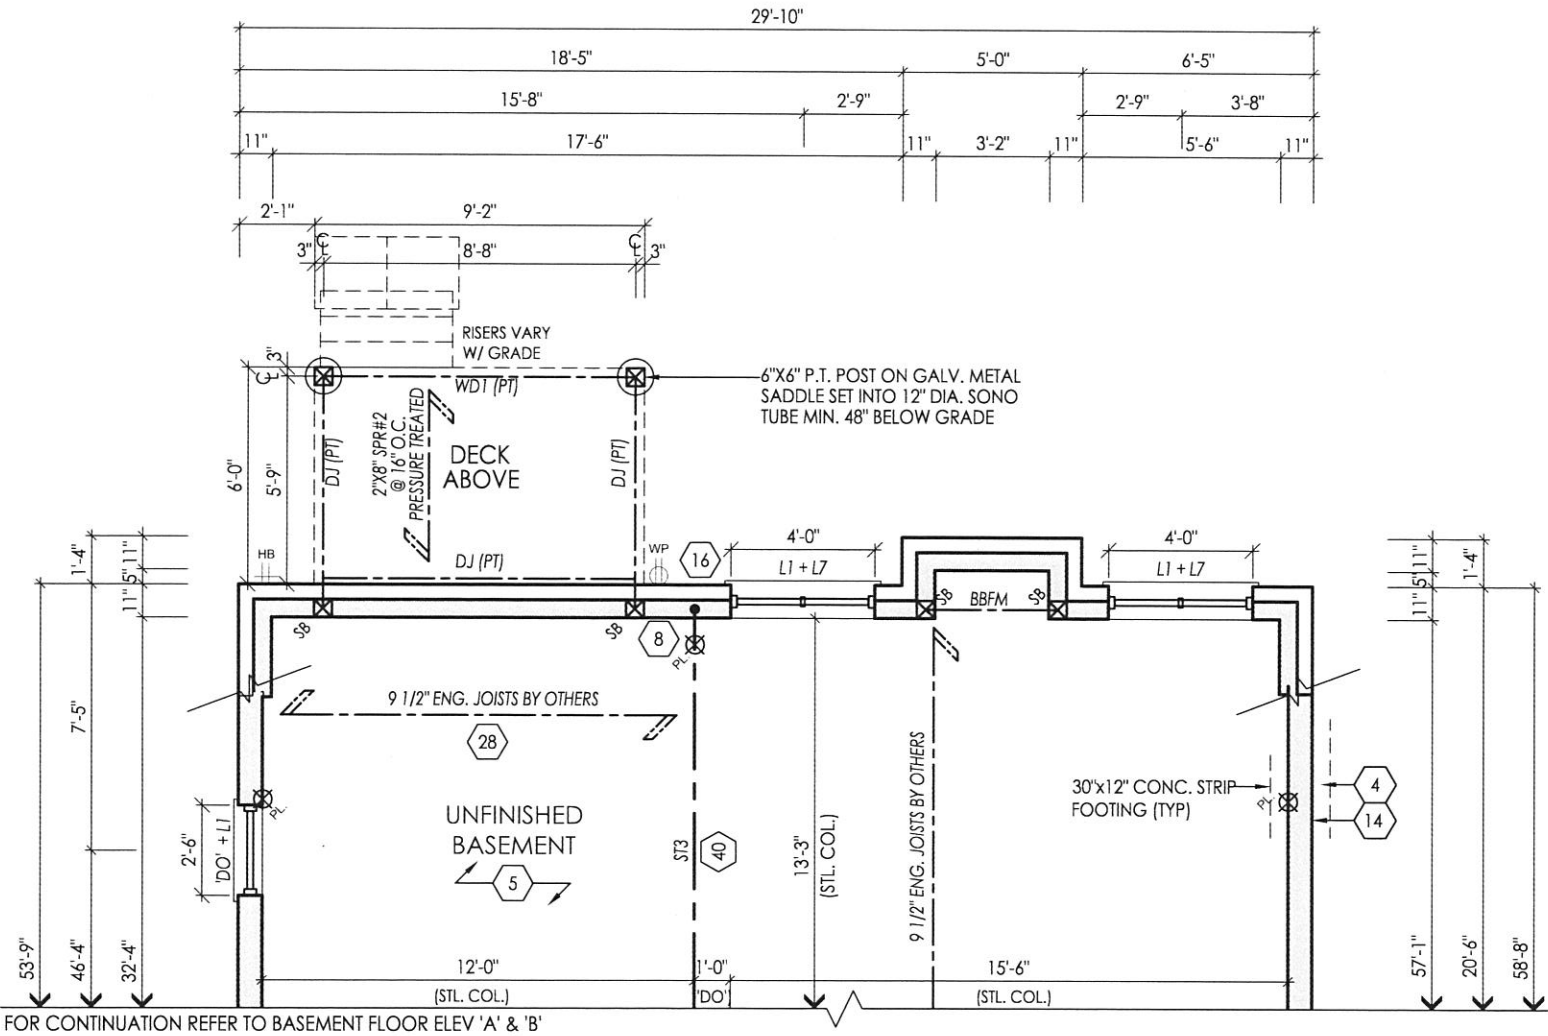 29'-10"
18'-5"
5'-0"
6'-5"
15'-8"
2'-9"
2'-9"
3'-8"
11"
17'-6"
11"
3'-2"
11"
5'-6"
11"
2'-1"
9'-2"
3"
CL
8'-8"
CL
3"
RISERS VARY
W/ GRADE
3"
CL
WD1 (PT)
6"X6" P.T. POST ON GALV. METAL
SADDLE SET INTO 12" DIA. SONO
TUBE MIN. 48" BELOW GRADE
6'-0"
5'-9"
DJ (PT)
2"X8" SPR#2
@ 16" O.C.
PRESSURE TREATED
DECK
ABOVE
DJ (PT)
DJ (PT)
HB
WP
16
4'-0"
L1 + L7
4'-0"
L1 + L7
1'-4"
11"
5"
11"
11"
5"
11"
1'-4"
SB
SB
8
PL.
SB
BBFM
SB
7'-5"
9 1/2" ENG. JOISTS BY OTHERS
28
UNFINISHED
BASEMENT
5
PL.
2'-6"
'DO' + L1
ST3
40
13'-3"
(STL. COL.)
9 1/2" ENG. JOISTS BY OTHERS
30"x12" CONC. STRIP
FOOTING (TYP)
PL.
4
14
53'-9"
46'-4"
32'-4"
57'-1"
20'-6"
58'-8"
12'-0"
(STL. COL.)
1'-0"
'DO'
15'-6"
(STL. COL.)
FOR CONTINUATION REFER TO BASEMENT FLOOR ELEV 'A' & 'B'